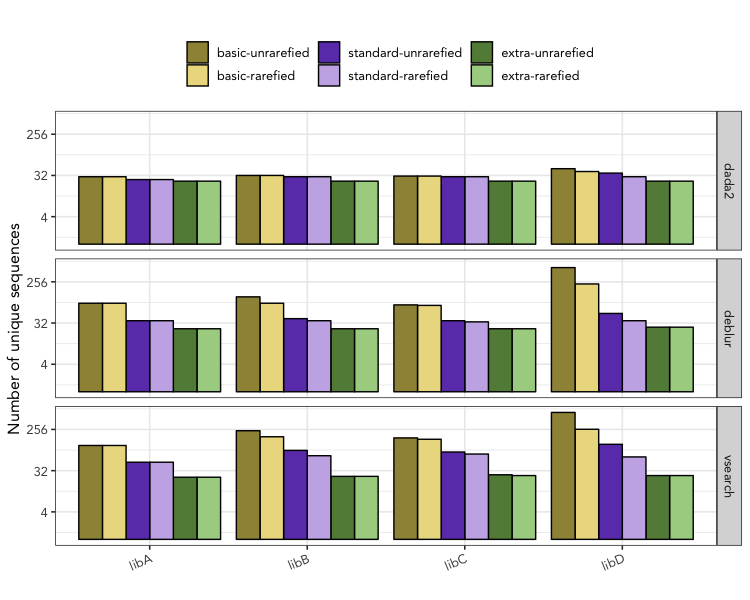 basic-unrarefied standard-unrarefied extra-unrarefied
basic-rarefied standard-rarefied extra-rarefied
Number of unique sequences
256
32
4
dada2
256
32
4
deblur
256
32
4
vsearch
libA libB libC libD